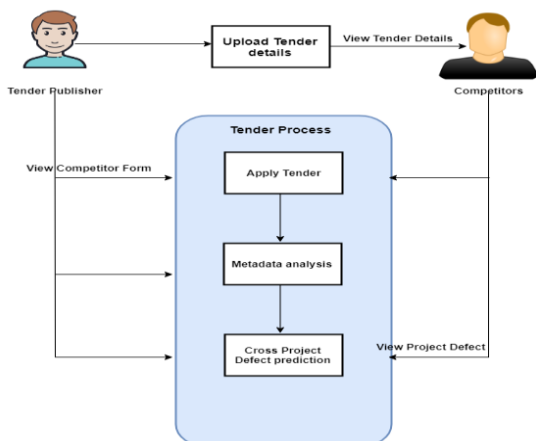 Upload Tender
details
View Tender Details
Tender Publisher
Competitors
Tender Process
View Competitor Form
Apply Tender
Metadata analysis
Cross Project
Defect prediction
View Project Defect